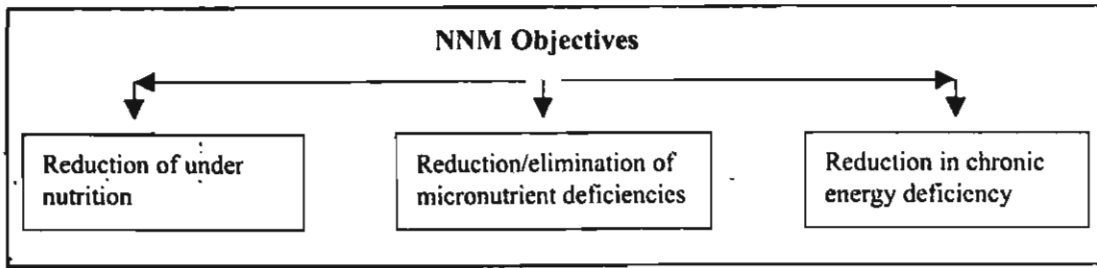 NNM Objectives
Reduction of under
nutrition
Reduction/elimination of
micronutrient deficiencies
Reduction in chronic
energy deficiency